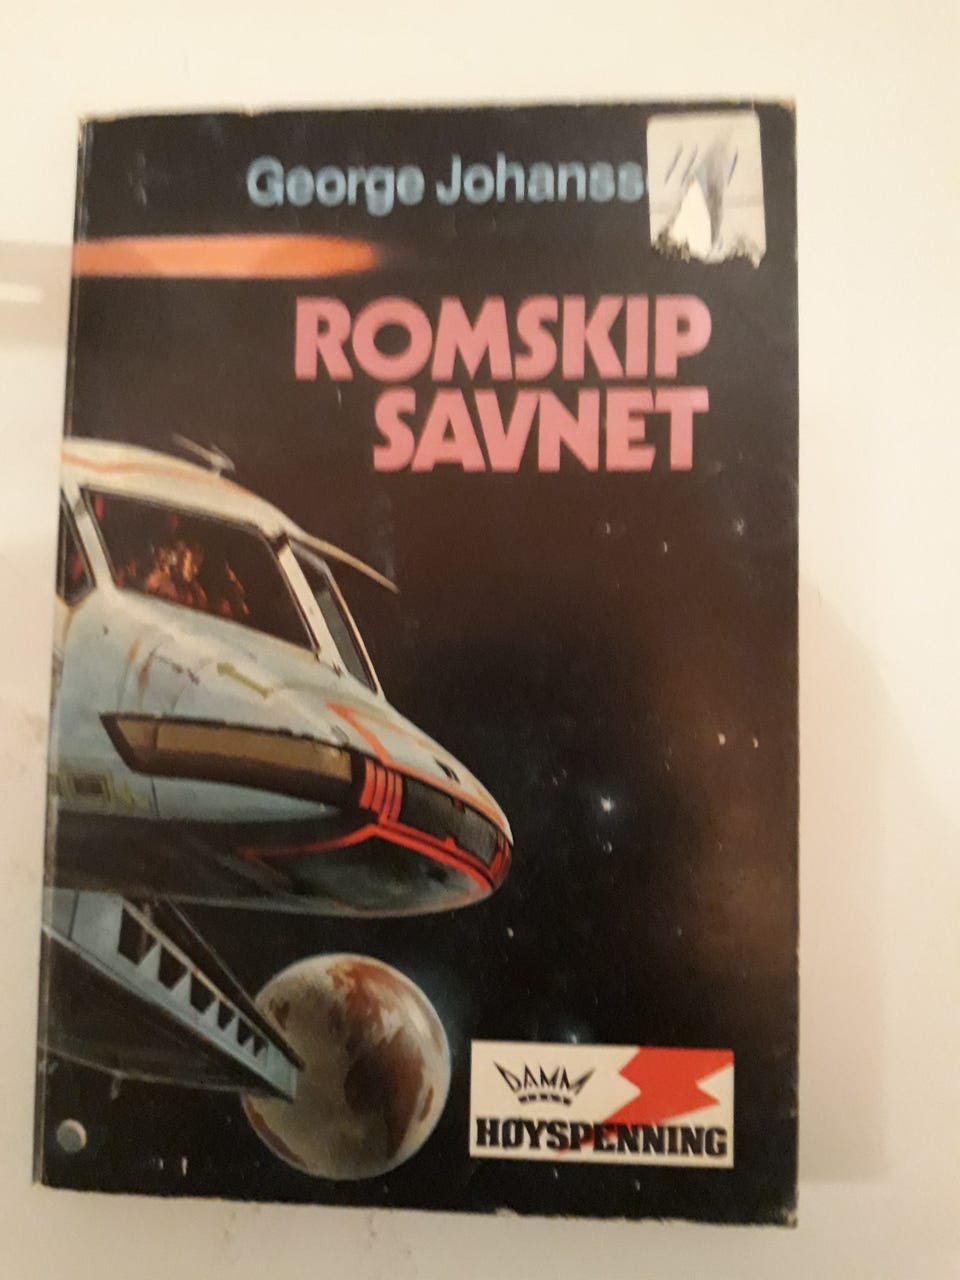 George Johanss
ROMSKIP
SAVNET
DAMM
HØYSPENNING